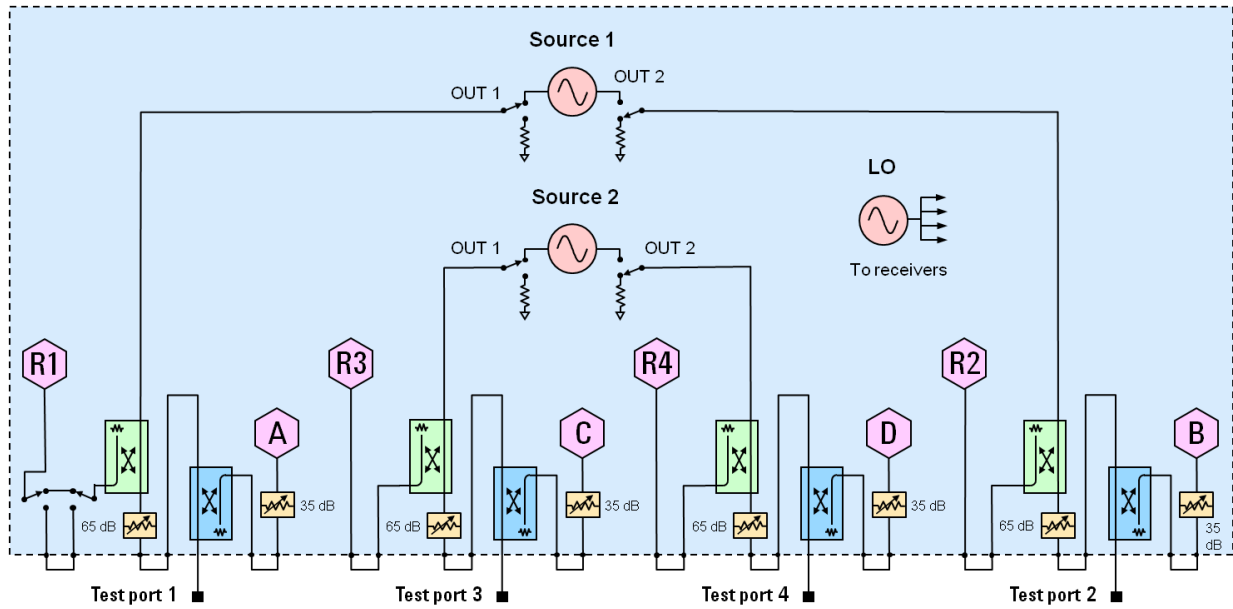 Source 1
OUT 1
OUT 2
LO
Source 2
OUT 1
OUT 2
To receivers
R1
R3
R4
R2
A
C
D
B
65 dB
35 dB
65 dB
35 dB
65 dB
35 dB
65 dB
35
dB
Test port 1
Test port 3
Test port 4
Test port 2